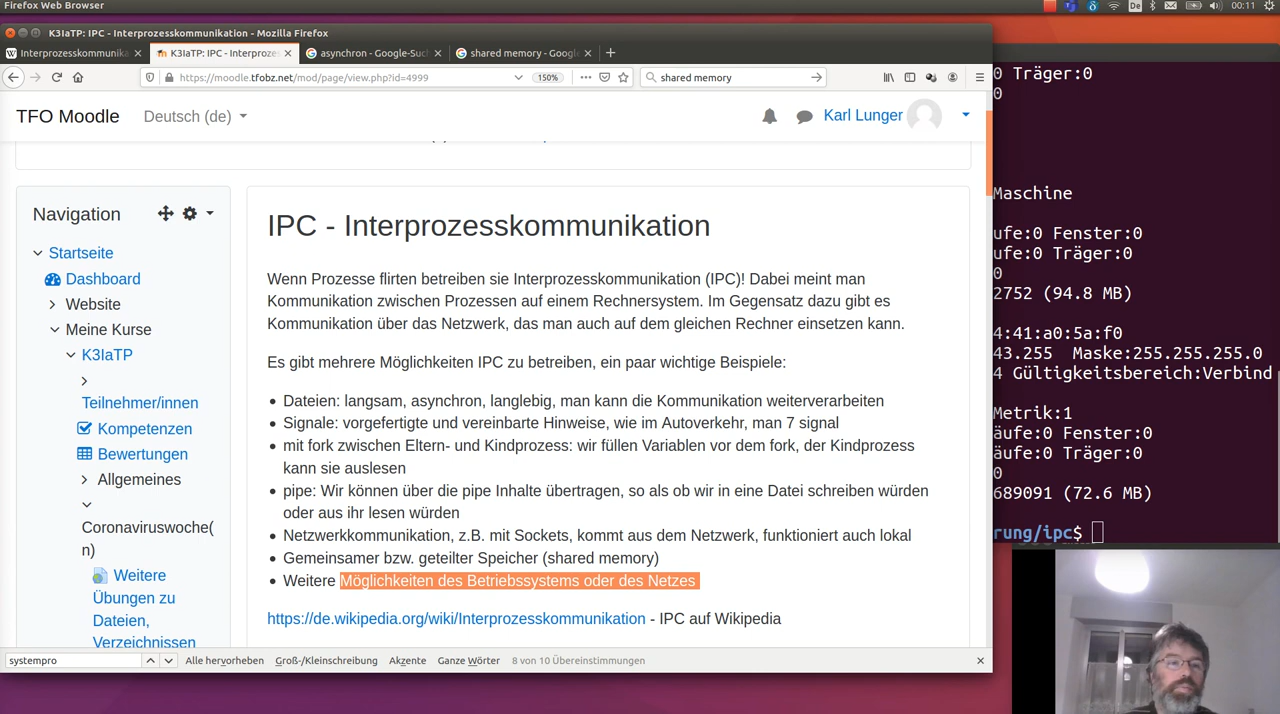 Firefox Web Browser
De
00:11
K3IaTP: IPC - Interprozesskommunikation - Mozilla Firefox
Interprozesskommunika
K3IaTP: IPC - Interproze
asynchron - Google-Suc
shared memory - Google
https://moodle.tfobz.net/mod/page/view.php?id=4999
150%
shared memory
TFO Moodle
Deutsch (de)
Karl Lunger
Navigation
Startseite
Dashboard
Website
Meine Kurse
K3IaTP
Teilnehmer/innen
Kompetenzen
Bewertungen
Allgemeines
Coronaviruswoche(
n)
Weitere
Übungen zu
Dateien,
Verzeichnissen
IPC - Interprozesskommunikation
Wenn Prozesse flirten betreiben sie Interprozesskommunikation (IPC)! Dabei meint man
Kommunikation zwischen Prozessen auf einem Rechnersystem. Im Gegensatz dazu gibt es
Kommunikation über das Netzwerk, das man auch auf dem gleichen Rechner einsetzen kann.
Es gibt mehrere Möglichkeiten IPC zu betreiben, ein paar wichtige Beispiele:
• Dateien: langsam, asynchron, langlebig, man kann die Kommunikation weiterverarbeiten
• Signale: vorgefertigte und vereinbarte Hinweise, wie im Autoverkehr, man 7 signal
• mit fork zwischen Eltern- und Kindprozess: wir füllen Variablen vor dem fork, der Kindprozess
kann sie auslesen
• pipe: Wir können über die pipe Inhalte übertragen, so als ob wir in eine Datei schreiben würden
oder aus ihr lesen würden
• Netzwerkkommunikation, z.B. mit Sockets, kommt aus dem Netzwerk, funktioniert auch lokal
• Gemeinsamer bzw. geteilter Speicher (shared memory)
• Weitere Möglichkeiten des Betriebssystems oder des Netzes
https://de.wikipedia.org/wiki/Interprozesskommunikation - IPC auf Wikipedia
systempro
Alle hervorheben
Groß-/Kleinschreibung
Akzente
Ganze Wörter
8 von 10 Übereinstimmungen
0 Träger:0
0
Maschine
ufe:0 Fenster:0
ufe:0 Träger:0
0
2752 (94.8 MB)
4:41:a0:5a:f0
43.255 Maske:255.255.255.0
4 Gültigkeitsbereich:Verbind
Metrik:1
äufe:0 Fenster:0
äufe:0 Träger:0
0
689091 (72.6 MB)
rung/ipc$